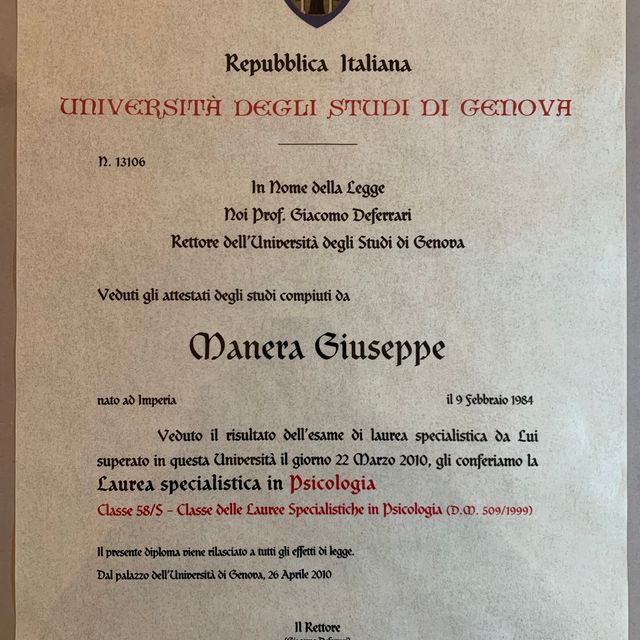 Repubblica Italiana
UNIVERSITÀ DEGLI STUDI DI GENOVA
N. 13106
In Nome della Legge
Noi Prof. Giacomo Deferrari
Rettore dell'Università degli Studi di Genova
Veduti gli attestati degli studi compiuti da
Manera Giuseppe
nato ad Imperia il 9 Febbraio 1984
Veduto il risultato dell'esame di laurea specialistica da Lui
superato in questa Università il giorno 22 Marzo 2010, gli conferiamo la
Laurea specialistica in Psicologia
Classe 58/S - Classe delle Lauree Specialistiche in Psicologia (D.M. 509/1999)
Il presente diploma viene rilasciato a tutti gli effetti di legge.
Dal palazzo dell'Università di Genova, 26 Aprile 2010
Il Rettore